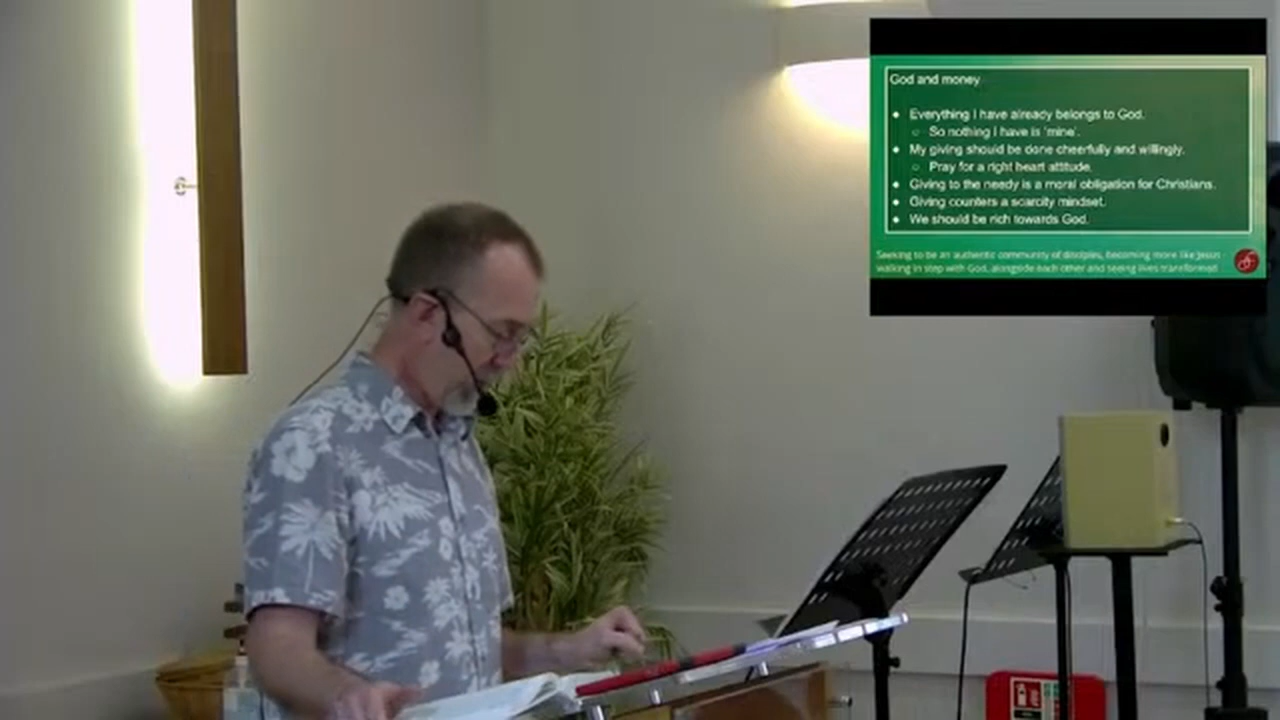 God and money
● Everything I have already belongs to God.
○ So nothing I have is 'mine'.
● My giving should be done cheerfully and willingly.
○ Pray for a right heart attitude.
● Giving to the needy is a moral obligation for Christians.
● Giving counters a scarcity mindset.
● We should be rich towards God.
Seeking to be an authentic community of disciples, becoming more like Jesus -
walking in step with God, alongside each other and seeing lives transformed